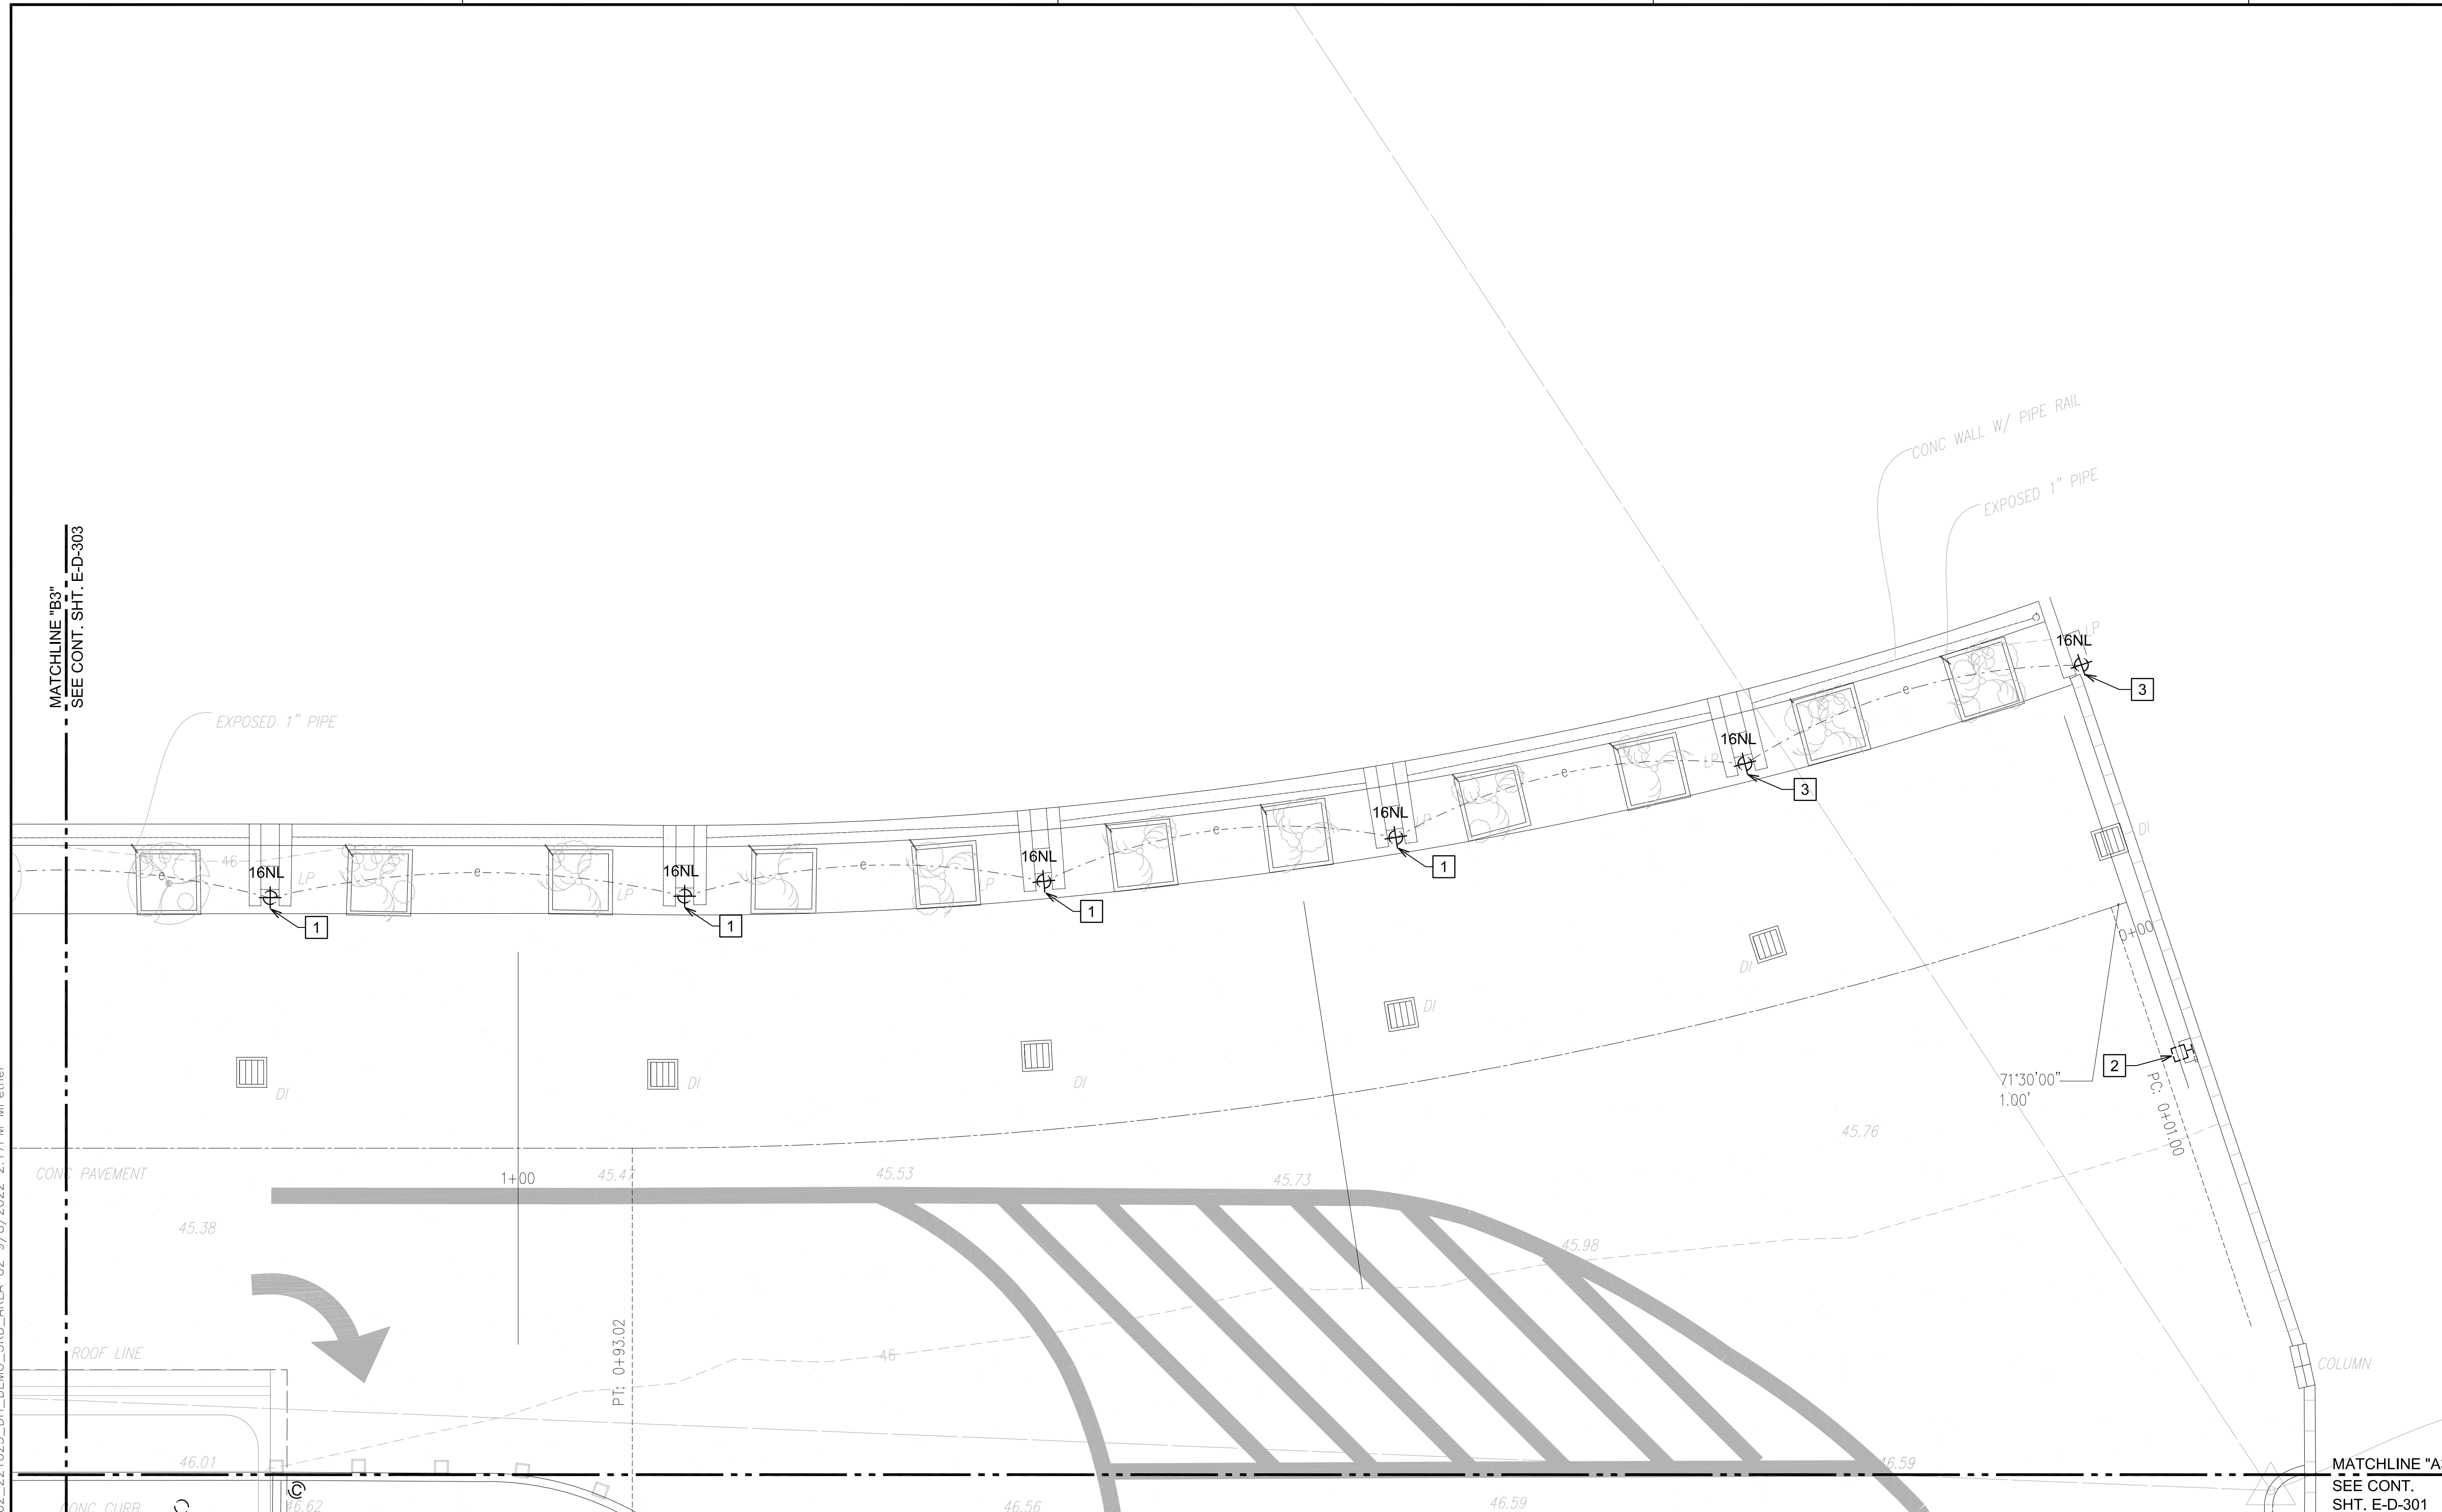 CONC WALL W/ PIPE RAIL
EXPOSED 1" PIPE
MATCHLINE "B3"
SEE CONT. SHT. E-D-303
16NL
LP
3
EXPOSED 1" PIPE
16NL
LP
3
e
e
16NL
LP
1
e
DI
16NL
LP
1
e
46
e
16NL
LP
1
e
16NL
LP
1
0+00
DI
DI
DI
DI
DI
2
71°30'00"
1.00'
PC: 0+01.00
45.76
CONC PAVEMENT
1+00
45.47
45.53
45.73
45.38
45.98
PT: 0+93.02
ROOF LINE
46
COLUMN
46.01
46.59
MATCHLINE "A3
SEE CONT.
SHT. E-D-301
CONC CURB
46.62
46.56
46.59